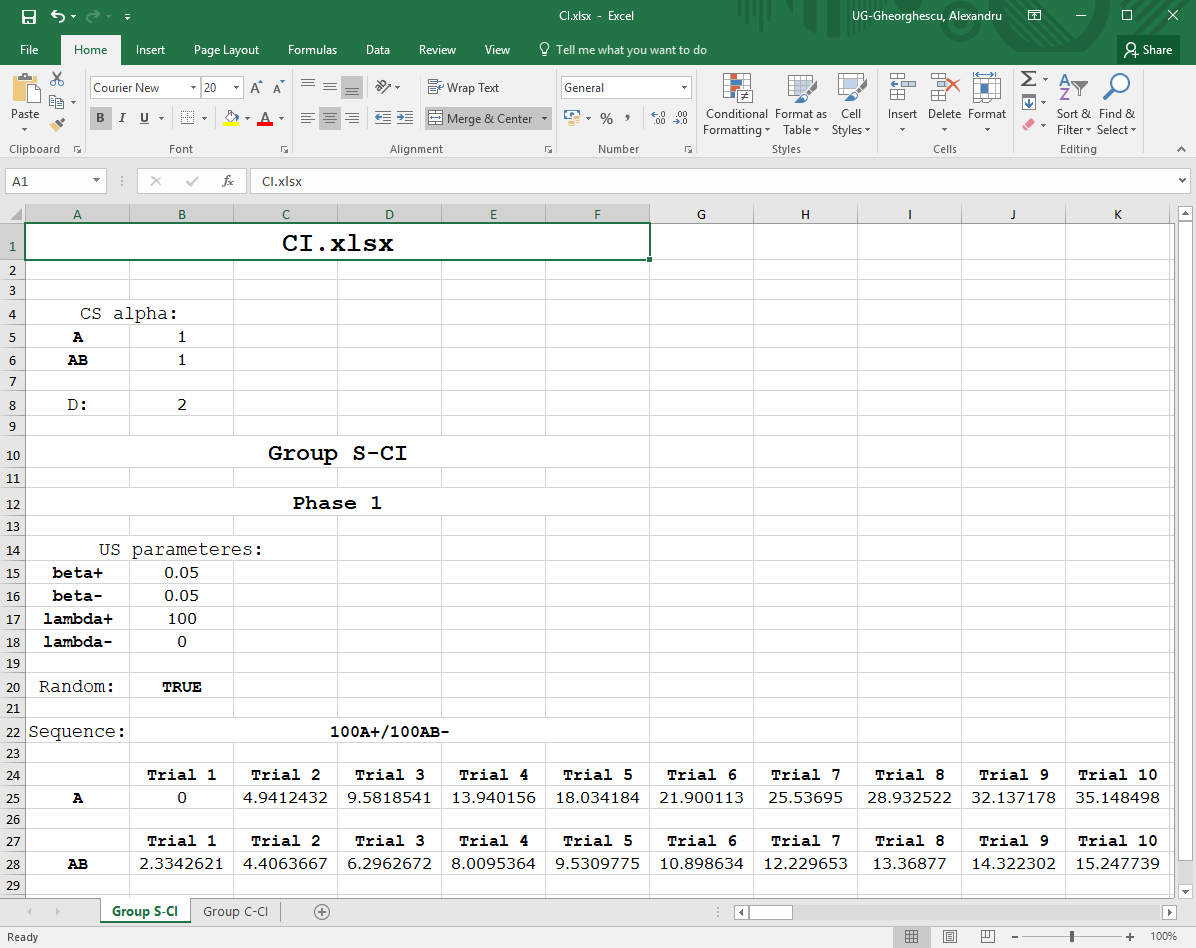 CI.xlsx - Excel
UG-Gheorghescu, Alexandru
File Home Insert Page Layout Formulas Data Review View Tell me what you want to do Share
Paste
Courier New 20 A A
B I U A
Wrap Text
Merge & Center
General
% , .0 .00 .00 .0
Conditional Formatting
Format as Table
Cell Styles
Insert Delete Format
Sort & Filter
Find & Select
Clipboard Font Alignment Number Styles Cells Editing
A1 fx CI.xlsx
A B C D E F G H I J K
1 CI.xlsx
2
3
4 CS alpha:
5 A 1
6 AB 1
7
8 D: 2
9
10 Group S-CI
11
12 Phase 1
13
14 US parameteres:
15 beta+ 0.05
16 beta- 0.05
17 lambda+ 100
18 lambda- 0
19
20 Random: TRUE
21
22 Sequence: 100A+/100AB-
23
24 Trial 1 Trial 2 Trial 3 Trial 4 Trial 5 Trial 6 Trial 7 Trial 8 Trial 9 Trial 10
25 A 0 4.9412432 9.5818541 13.940156 18.034184 21.900113 25.53695 28.932522 32.137178 35.148498
26
27 Trial 1 Trial 2 Trial 3 Trial 4 Trial 5 Trial 6 Trial 7 Trial 8 Trial 9 Trial 10
28 AB 2.3342621 4.4063667 6.2962672 8.0095364 9.5309775 10.898634 12.229653 13.36877 14.322302 15.247739
29
Group S-CI Group C-CI
Ready 100%